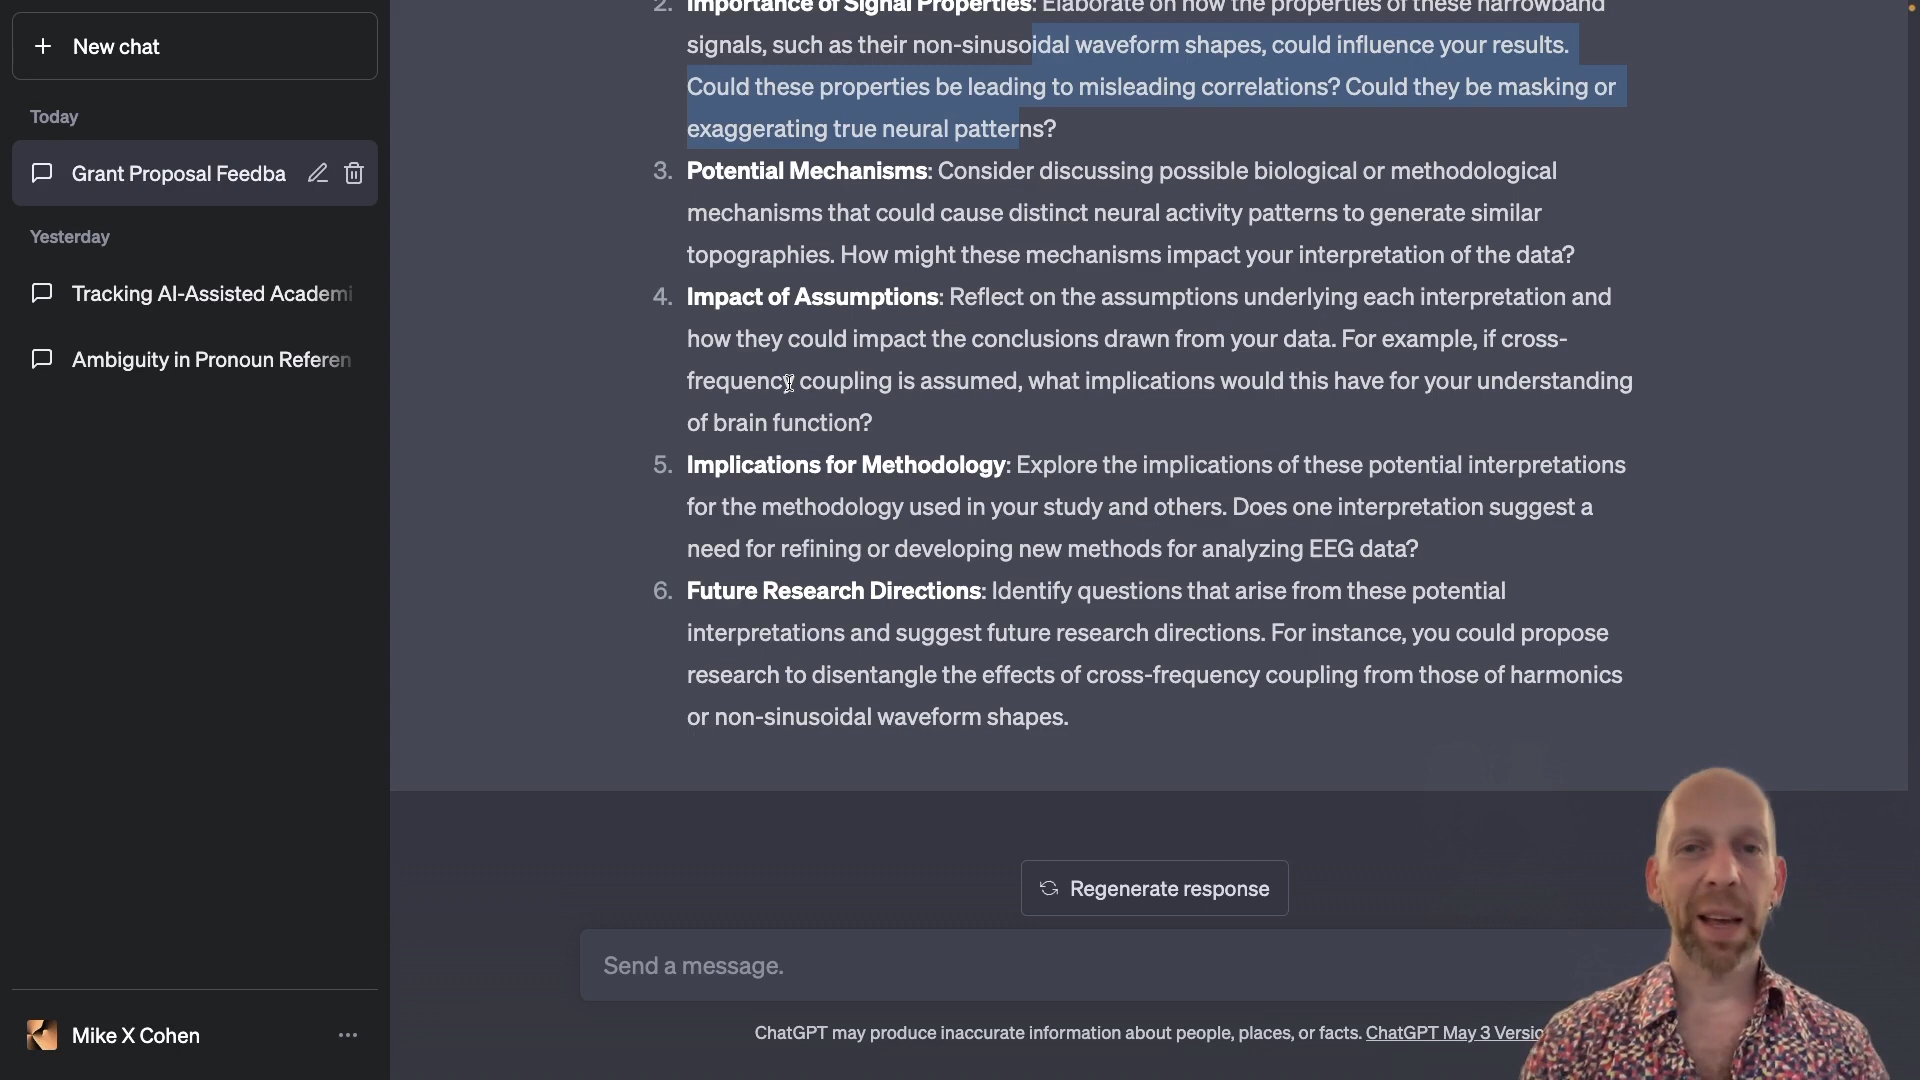 New chat
Today
Grant Proposal Feedba
Yesterday
Tracking AI-Assisted Academi
Ambiguity in Pronoun Referen
Mike X Cohen
2. Importance of Signal Properties: Elaborate on how the properties of these narrowband
signals, such as their non-sinusoidal waveform shapes, could influence your results.
Could these properties be leading to misleading correlations? Could they be masking or
exaggerating true neural patterns?
3. Potential Mechanisms: Consider discussing possible biological or methodological
mechanisms that could cause distinct neural activity patterns to generate similar
topographies. How might these mechanisms impact your interpretation of the data?
4. Impact of Assumptions: Reflect on the assumptions underlying each interpretation and
how they could impact the conclusions drawn from your data. For example, if cross-
frequency coupling is assumed, what implications would this have for your understanding
of brain function?
5. Implications for Methodology: Explore the implications of these potential interpretations
for the methodology used in your study and others. Does one interpretation suggest a
need for refining or developing new methods for analyzing EEG data?
6. Future Research Directions: Identify questions that arise from these potential
interpretations and suggest future research directions. For instance, you could propose
research to disentangle the effects of cross-frequency coupling from those of harmonics
or non-sinusoidal waveform shapes.
Regenerate response
Send a message.
ChatGPT may produce inaccurate information about people, places, or facts. ChatGPT May 3 Versio